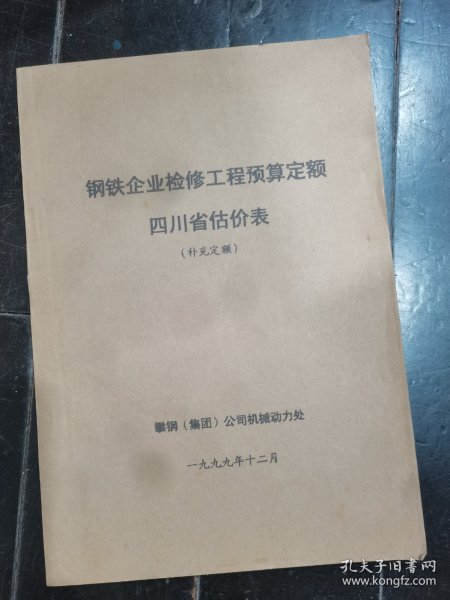 钢铁企业检修工程预算定额
四川省估价表
(补充定额)
攀钢(集团)公司机械动力处
一九九九年十二月
孔夫子旧书网
www.kongfz.com